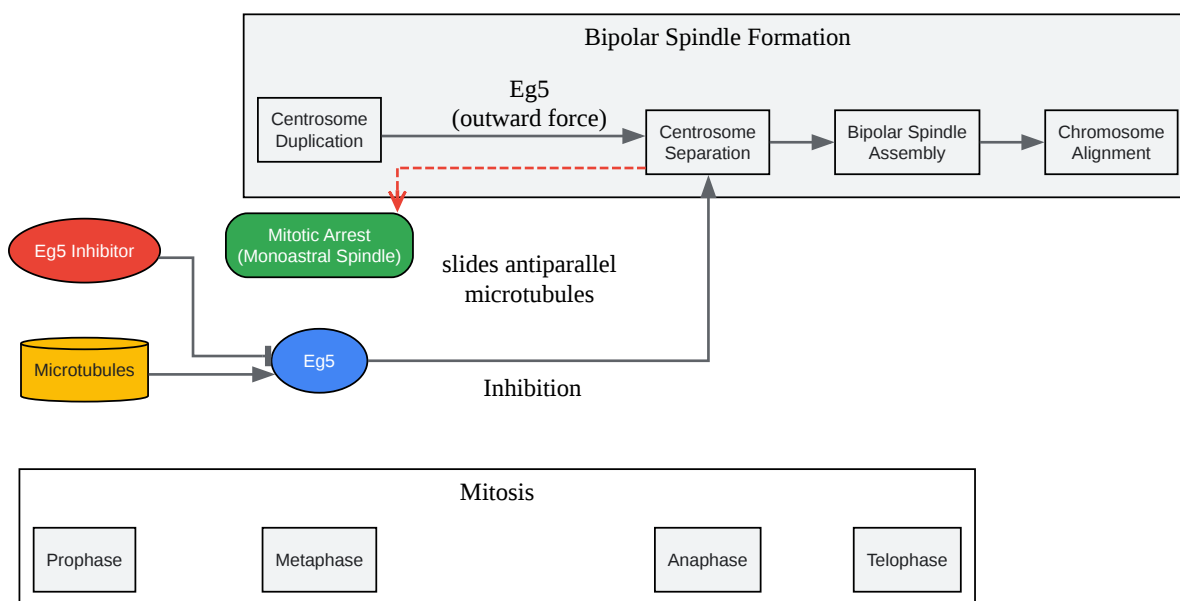 Bipolar Spindle Formation
Eg5
(outward force)
Centrosome
Duplication
Centrosome
Separation
Bipolar Spindle
Assembly
Chromosome
Alignment
Mitotic Arrest
(Monoastral Spindle)
Eg5 Inhibitor
slides antiparallel
microtubules
Microtubules
Eg5
Inhibition
Mitosis
Prophase
Metaphase
Anaphase
Telophase